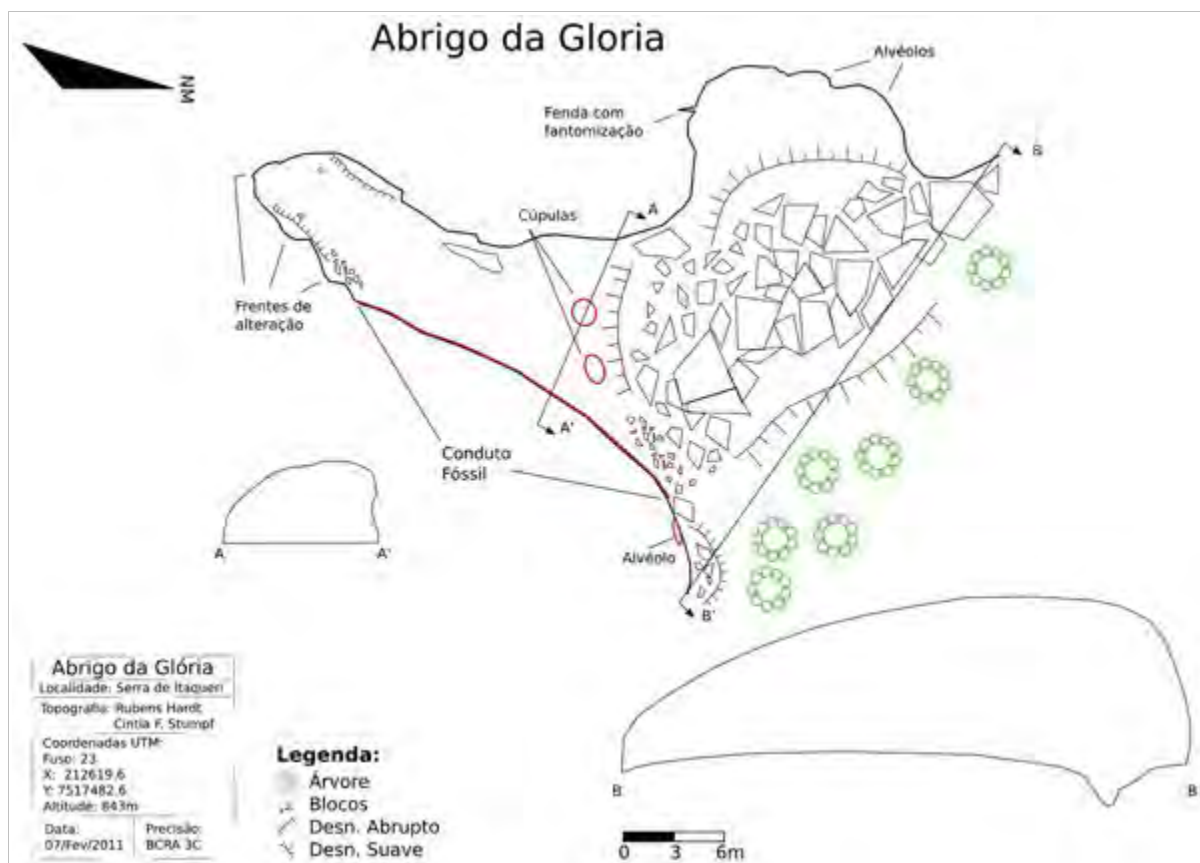 Abrigo da Gloria
NM
Alvéolos
Fenda com
fantomização
B
A
Cúpulas
Frentes de
alteração
A'
Conduto
Fóssil
A
A'
Alvéolo
B'
Abrigo da Glória
Localidade: Serra de Itaqueri
Topografia: Rubens Hardt
Cintia F. Stumpf
Coordenadas UTM:
Fuso: 23
X: 212619.6
Y: 7517482.6
Altitude: 843m
Data:
07/Fev/2011
Precisão:
BCRA 3C
Legenda:
Árvore
Blocos
Desn. Abrupto
Desn. Suave
0 3 6m
B
B